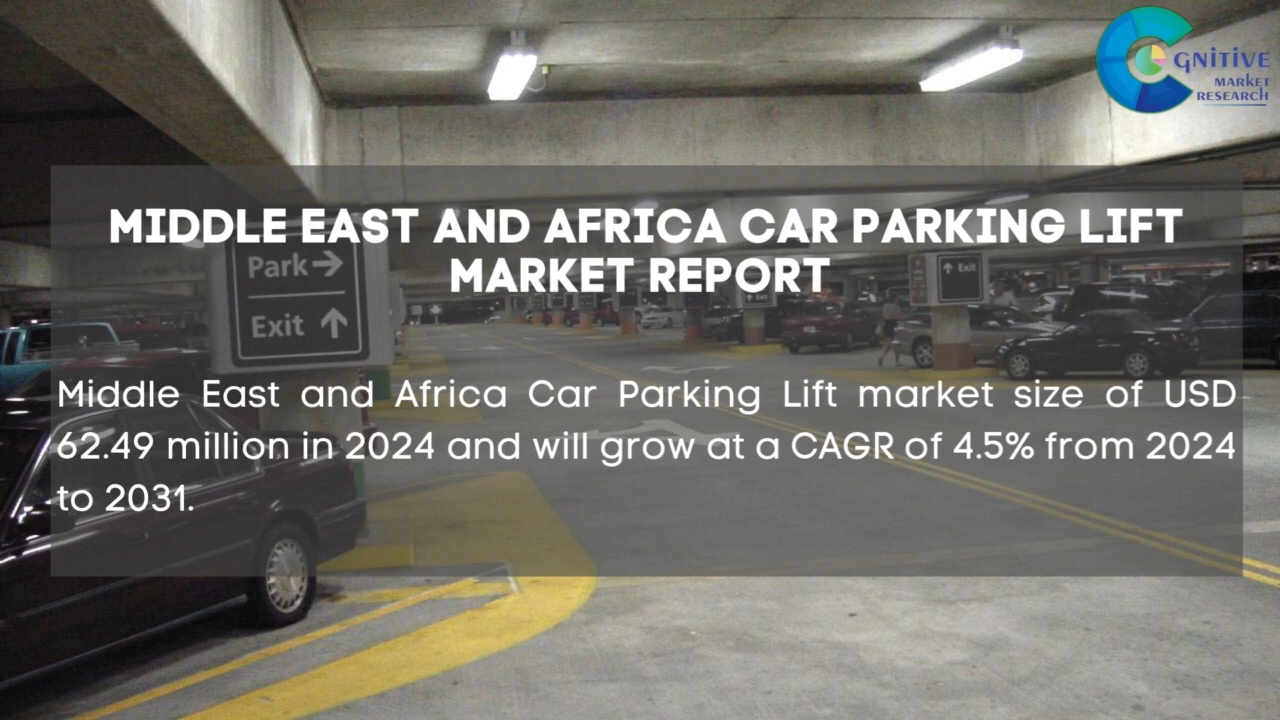 GNITIVE
MARKET
RESEARCH
MIDDLE EAST AND AFRICA CAR PARKING LIFT
MARKET REPORT
Park→
Exit ↑
↑ Exit
Exit
Middle East and Africa Car Parking Lift market size of USD
62.49 million in 2024 and will grow at a CAGR of 4.5% from 2024
to 2031.